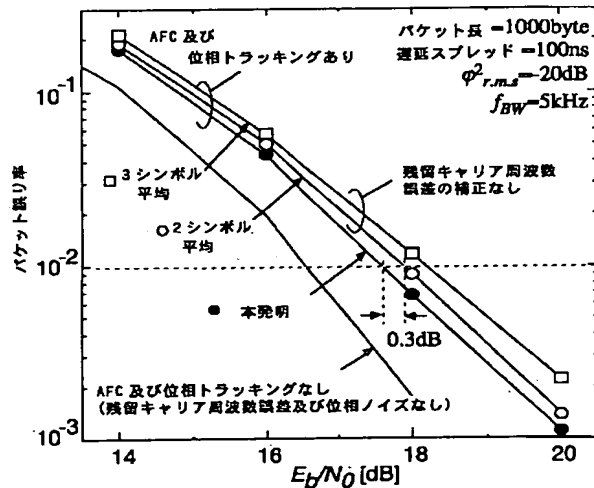 AFC 及び
位相トラッキングあり
パケット長 =1000byte
遅延スプレッド =100ns
φ²r.m.s=-20dB
fBW=5kHz
10⁻¹
□ 3 シンボル
平均
残留キャリア周波数
誤差の補正なし
○ 2 シンボル
平均
パケット誤り率
10⁻²
● 本発明
0.3dB
AFC 及び位相トラッキングなし
(残留キャリア周波数誤差及び位相ノイズなし)
10⁻³
14 16 18 20
Eb/N0 [dB]